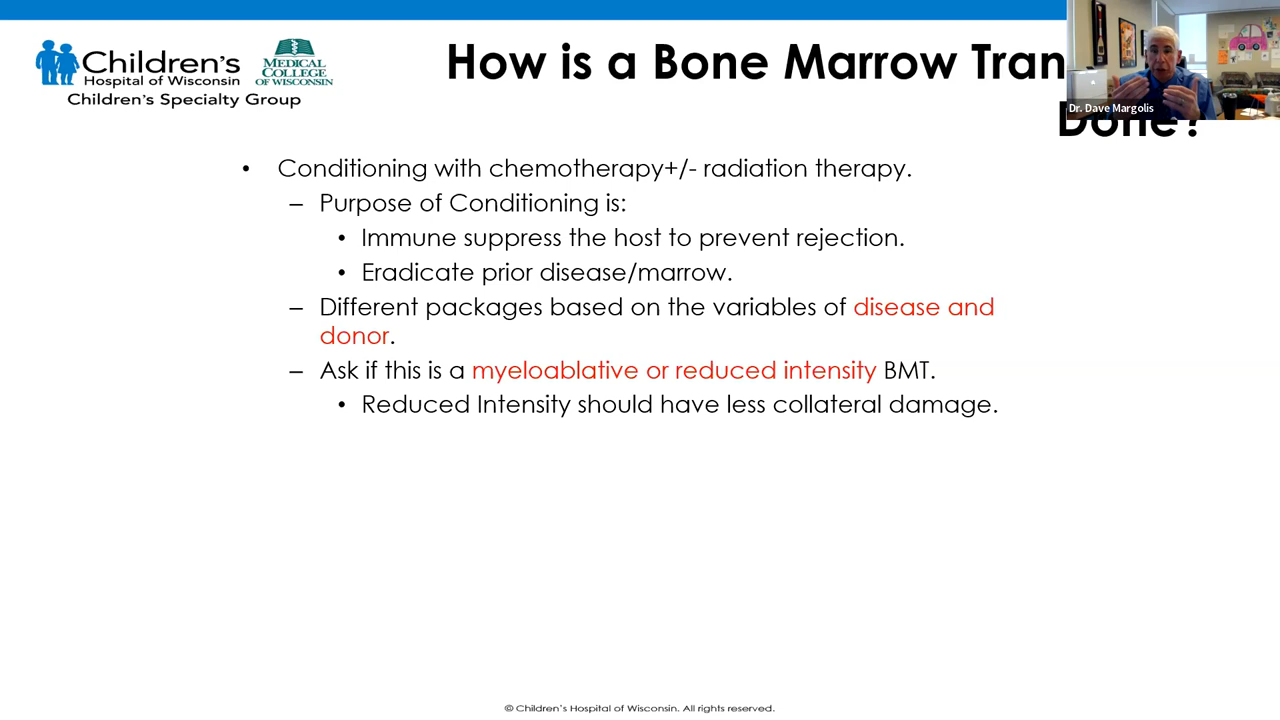 Children's
Hospital of Wisconsin
Children's Specialty Group
MEDICAL
COLLEGE
OF WISCONSIN
How is a Bone Marrow Tran
Done?
Dr. Dave Margolis
• Conditioning with chemotherapy+/- radiation therapy.
– Purpose of Conditioning is:
• Immune suppress the host to prevent rejection.
• Eradicate prior disease/marrow.
– Different packages based on the variables of disease and
donor.
– Ask if this is a myeloablative or reduced intensity BMT.
• Reduced Intensity should have less collateral damage.
© Children's Hospital of Wisconsin. All rights reserved.